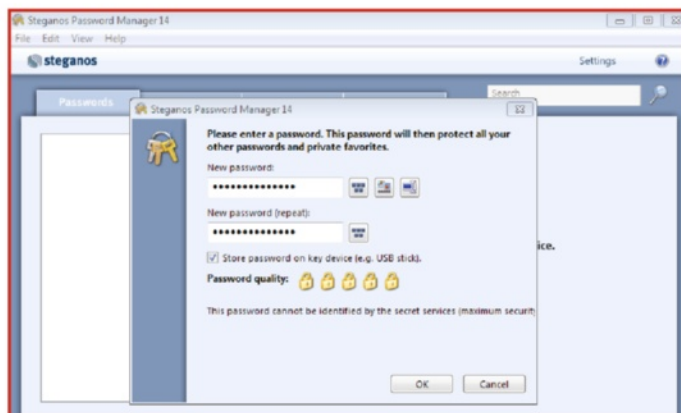 Steganos Password Manager 14
File Edit View Help
steganos
Settings
Passwords
Search
Steganos Password Manager 14
Please enter a password. This password will then protect all your
other passwords and private favorites.
New password:
••••••••••••••
New password (repeat):
••••••••••••••
ice.
Store password on key device (e.g. USB stick).
Password quality:
This password cannot be identified by the secret services (maximum securit
OK Cancel